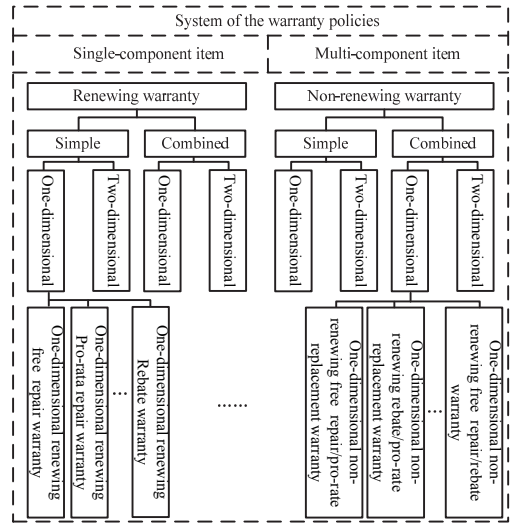 System of the warranty policies
Single-component item
Multi-component item
Renewing warranty
Non-renewing warranty
Simple
Combined
Simple
Combined
One-dimensional
Two-dimensional
One-dimensional
Two-dimensional
One-dimensional
Two-dimensional
One-dimensional
Two-dimensional
One-dimensional renewing
free repair warranty
One-dimensional renewing
Pro-rata repair warranty
...
One-dimensional renewing
Rebate warranty
......
One-dimensional non-
renewing free repair/pro-rate
replacement warranty
One-dimensional non-
renewing rebate/pro-rate
replacement warranty
...
One-dimensional non-
renewing free repair/rebate
warranty